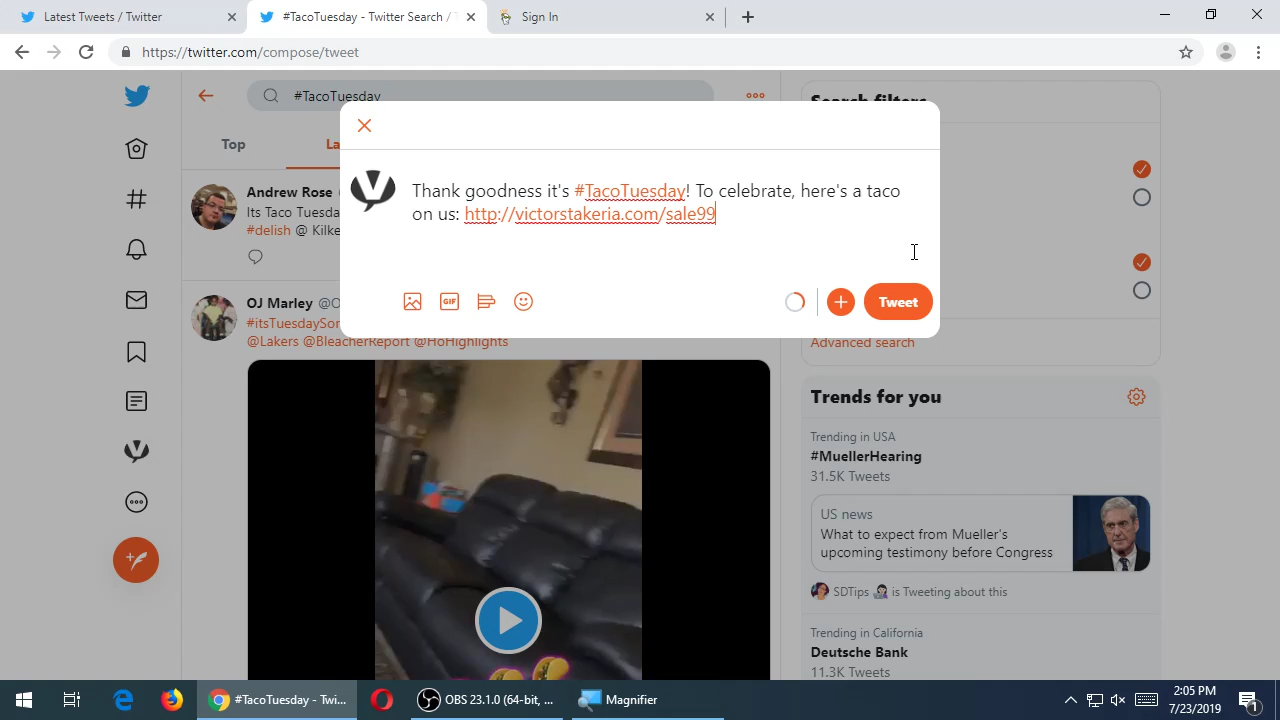 Latest Tweets / Twitter
#TacoTuesday - Twitter Search / T
Sign In
https://twitter.com/compose/tweet
#TacoTuesday
Search filters
Top
La
Andrew Rose
Its Taco Tuesda
#delish @ Kilke
Thank goodness it's #TacoTuesday! To celebrate, here's a taco
on us: http://victorstakeria.com/sale99
GIF
Tweet
OJ Marley @O
#itsTuesdaySon
@Lakers @BleacherReport @HoHighlights
Advanced search
Trends for you
Trending in USA
#MuellerHearing
31.5K Tweets
US news
What to expect from Mueller's
upcoming testimony before Congress
SDTips is Tweeting about this
Trending in California
Deutsche Bank
11.3K Tweets
#TacoTuesday - Twi...
OBS 23.1.0 (64-bit, ...
Magnifier
2:05 PM
7/23/2019
1